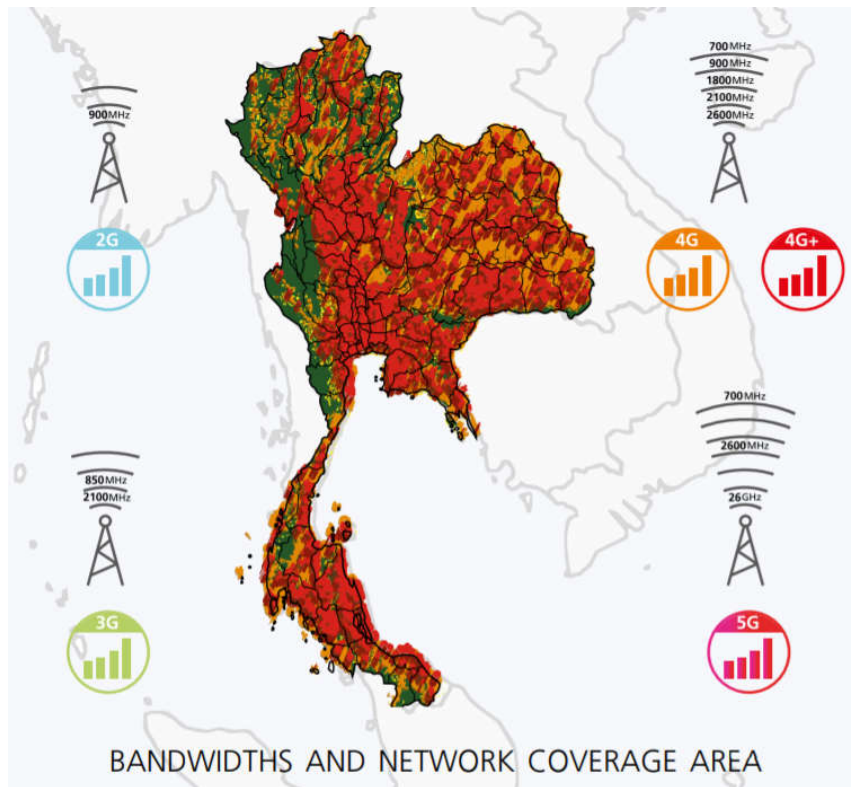 900MHz
2G
700MHz
900MHz
1800MHz
2100MHz
2600MHz
4G
4G+
850MHz
2100MHz
3G
700MHz
2600MHz
26GHz
5G
BANDWIDTHS AND NETWORK COVERAGE AREA